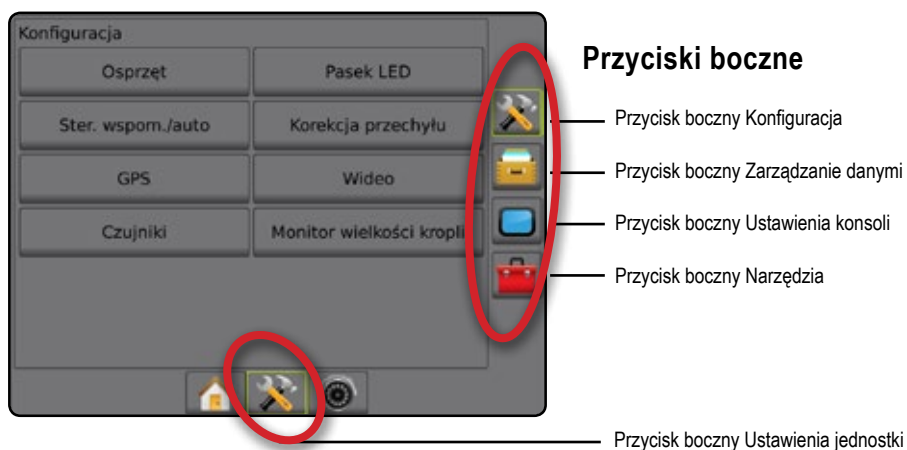 Konfiguracja
Osprzęt
Pasek LED
Ster. wspom./auto
Korekcja przechyłu
GPS
Wideo
Czujniki
Monitor wielkości kropli
Przyciski boczne
Przycisk boczny Konfiguracja
Przycisk boczny Zarządzanie danymi
Przycisk boczny Ustawienia konsoli
Przycisk boczny Narzędzia
Przycisk boczny Ustawienia jednostki